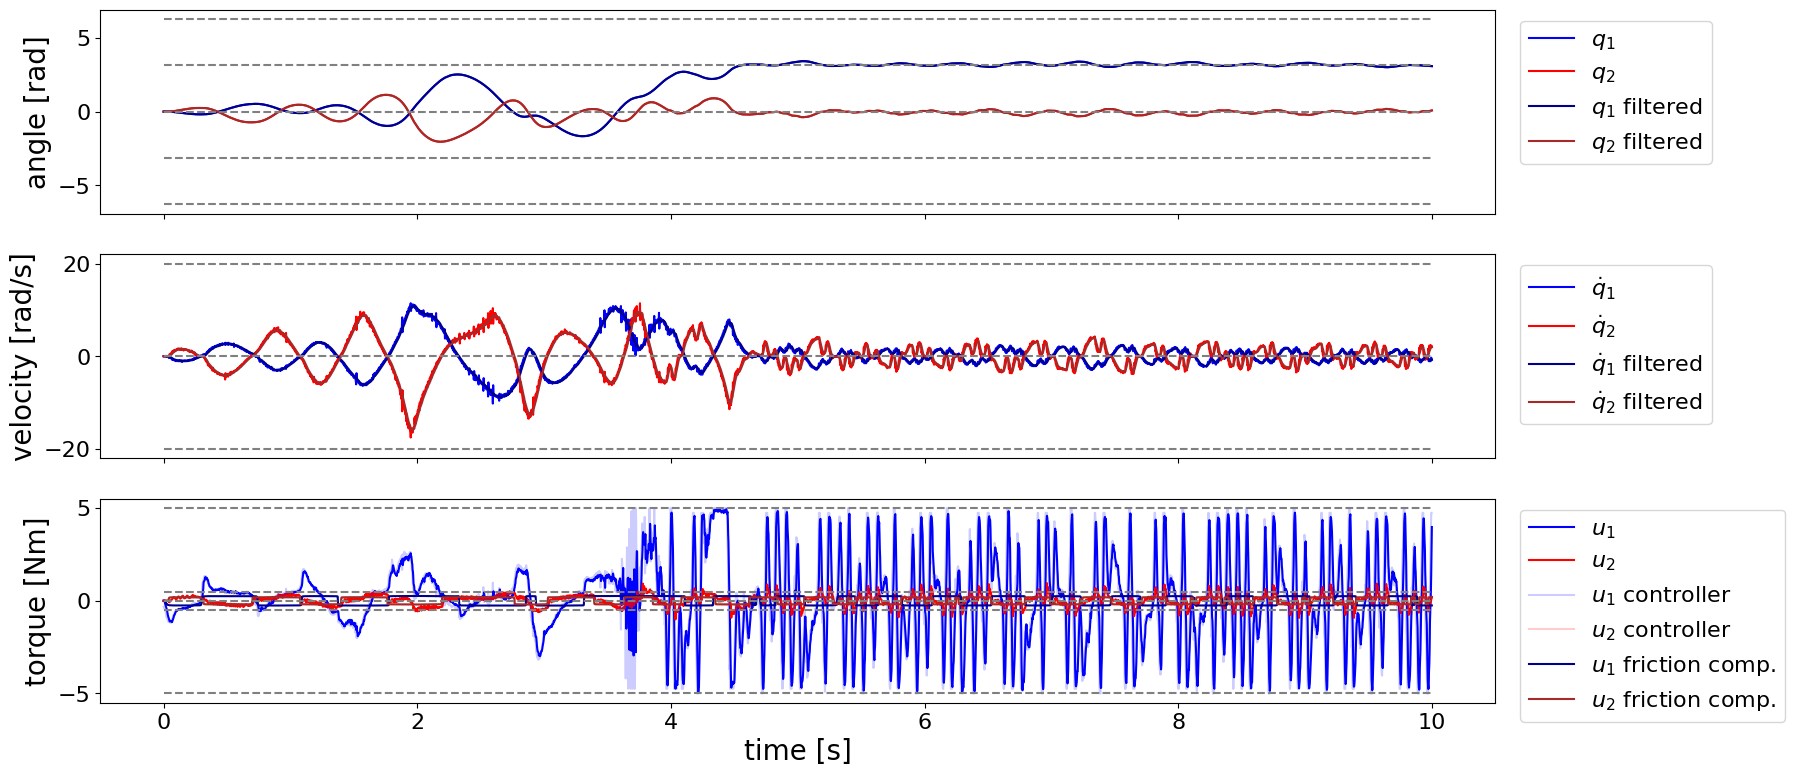 angle [rad]
5
0
−5
q₁
q₂
q₁ filtered
q₂ filtered
velocity [rad/s]
20
0
−20
q̇₁
q̇₂
q̇₁ filtered
q̇₂ filtered
torque [Nm]
5
0
−5
u₁
u₂
u₁ controller
u₂ controller
u₁ friction comp.
u₂ friction comp.
0 2 4 6 8 10
time [s]